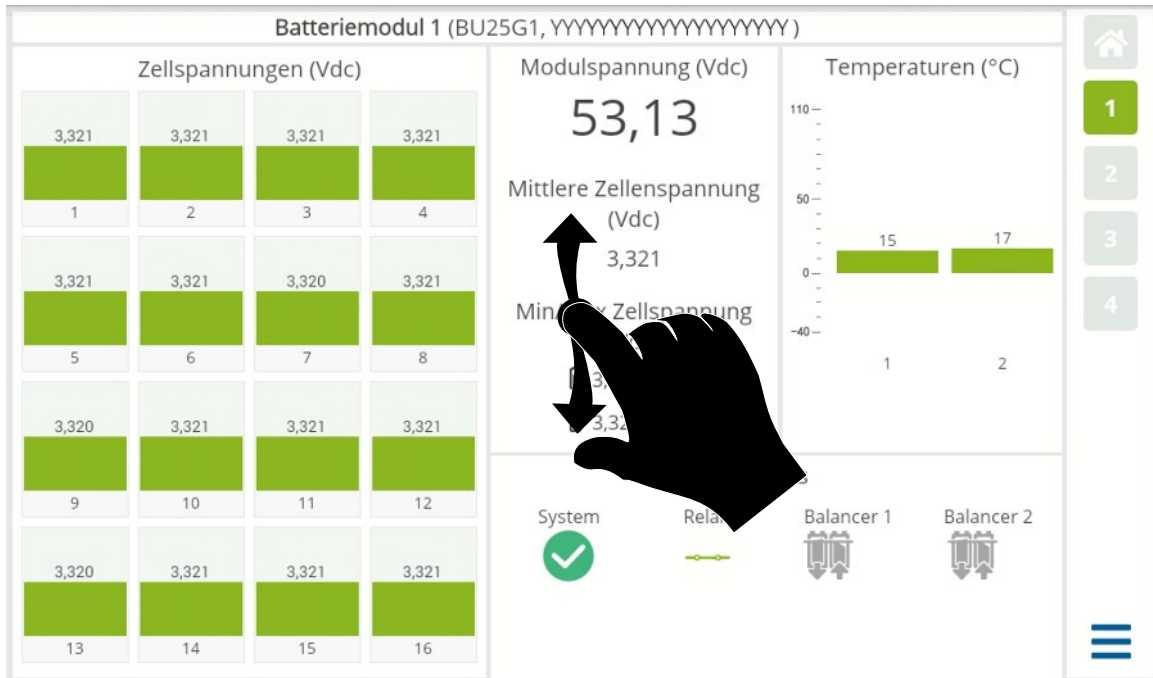 Batteriemodul 1 (BU25G1, YYYYYYYYYYYYYYYYYYYY )
Zellspannungen (Vdc)
3,321 3,321 3,321 3,321
1 2 3 4
3,321 3,321 3,320 3,321
5 6 7 8
3,320 3,321 3,321 3,321
9 10 11 12
3,320 3,321 3,321 3,321
13 14 15 16
Modulspannung (Vdc)
53,13
Mittlere Zellenspannung
(Vdc)
3,321
Zellspannung
Temperaturen (°C)
110
50
0
-40
15 17
1 2
System Balancer 1 Balancer 2
1
2
3
4